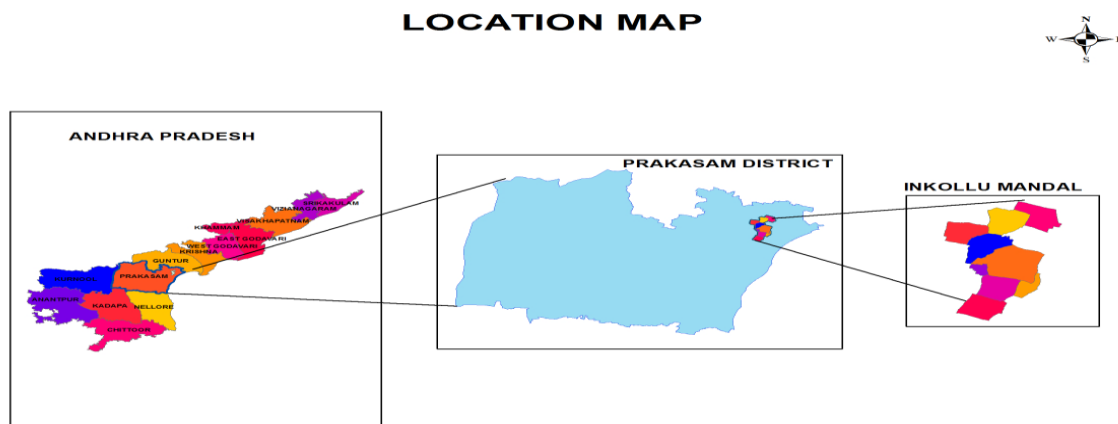 LOCATION MAP
N
W E
S
ANDHRA PRADESH
SRIKAKULAM
VIZIANAGARAM
VISAKHAPATNAM
KHAMMAM
EAST GODAVARI
WEST GODAVARI
KRISHNA
GUNTUR
PRAKASAM
ANANTPUR
KADAPA
NELLORE
CHITTOOR
PRAKASAM DISTRICT
INKOLLU MANDAL